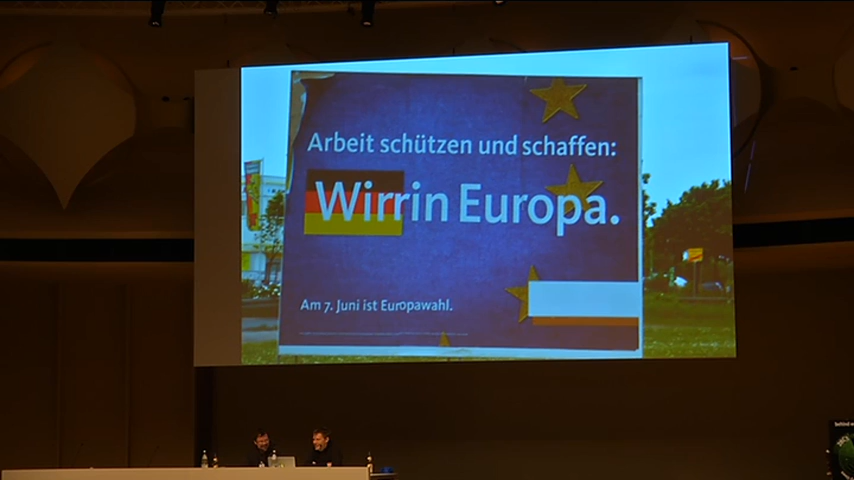 Arbeit schützen und schaffen:
Wirrin Europa.
Am 7. Juni ist Europawahl.